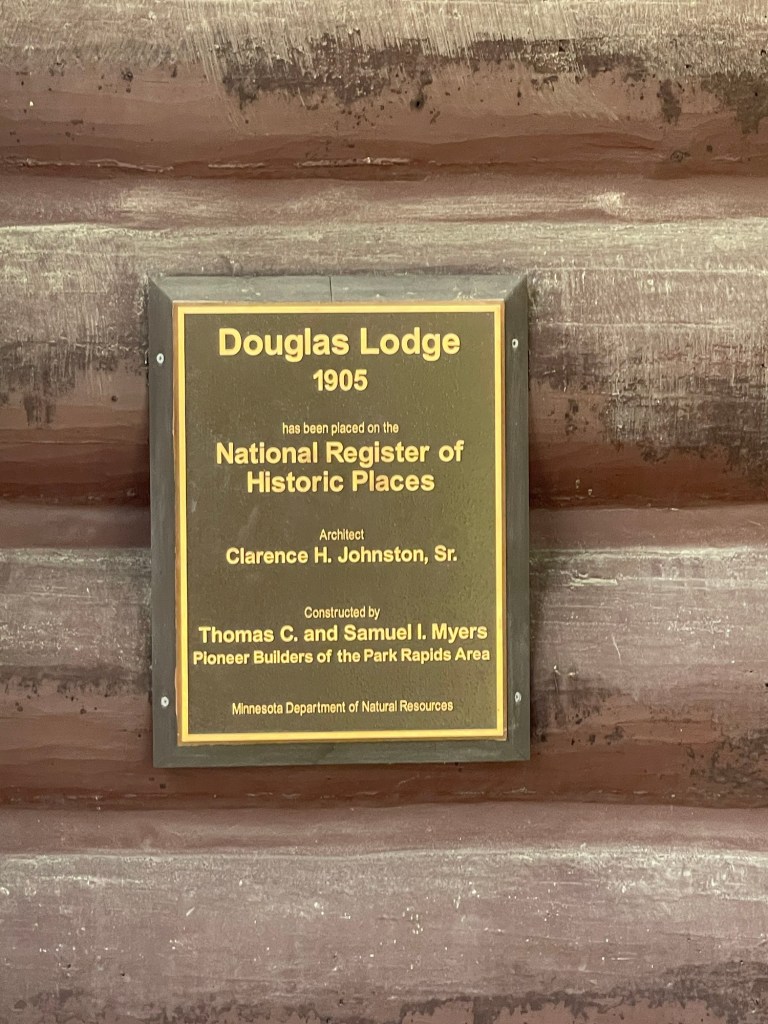 Douglas Lodge
1905
has been placed on the
National Register of
Historic Places
Architect
Clarence H. Johnston, Sr.
Constructed by
Thomas C. and Samuel I. Myers
Pioneer Builders of the Park Rapids Area
Minnesota Department of Natural Resources